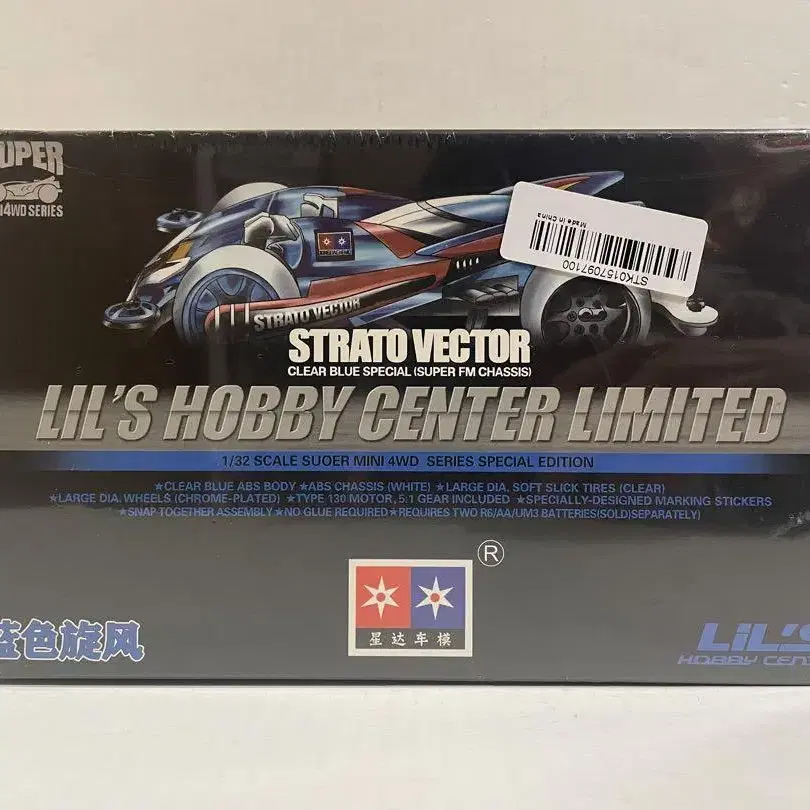 UPER
NI4WD SERIES
Made in China
STK0157097100
STRATO VECTOR
STRATO VECTOR
CLEAR BLUE SPECIAL (SUPER FM CHASSIS)
LIL'S HOBBY CENTER LIMITED
1/32 SCALE SUOER MINI 4WD SERIES SPECIAL EDITION
★CLEAR BLUE ABS BODY ★ABS CHASSIS (WHITE) ★LARGE DIA. SOFT SLICK TIRES (CLEAR)
★LARGE DIA. WHEELS (CHROME-PLATED) ★TYPE 130 MOTOR, 5:1 GEAR INCLUDED ★SPECIALLY-DESIGNED MARKING STICKERS
★SNAP TOGETHER ASSEMBLY ★NO GLUE REQUIRED ★REQUIRES TWO R6/AA/UM3 BATTERIES(SOLD)SEPARATELY)
®
星达车模
蓝色旋风
LIL'S
HOBBY CENT